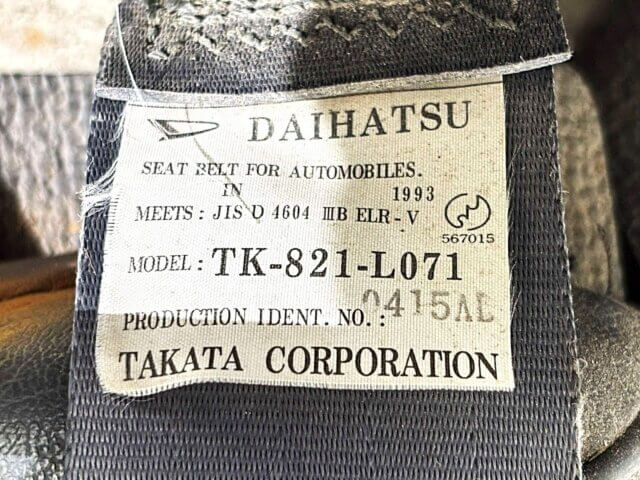 DAIHATSU
SEAT BELT FOR AUTOMOBILES.
IN 1993
MEETS : JIS D 4604 ⅢB ELR-V
567015
MODEL : TK-821-L071
PRODUCTION IDENT. NO. :
TAKATA CORPORATION